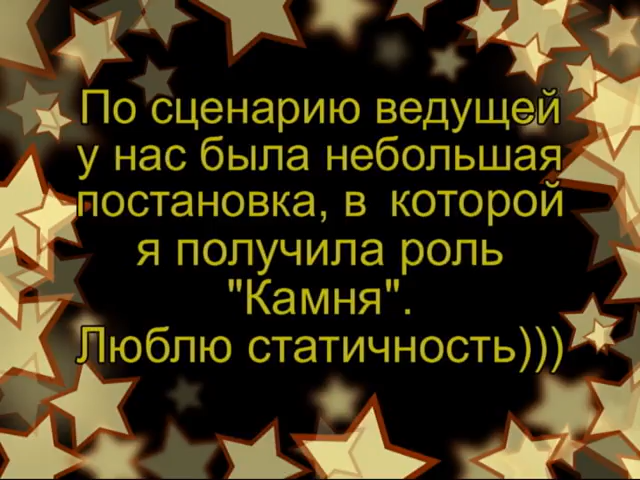 По сценарию ведущей
у нас была небольшая
постановка, в  которой
я получила роль
"Камня".
Люблю статичность)))